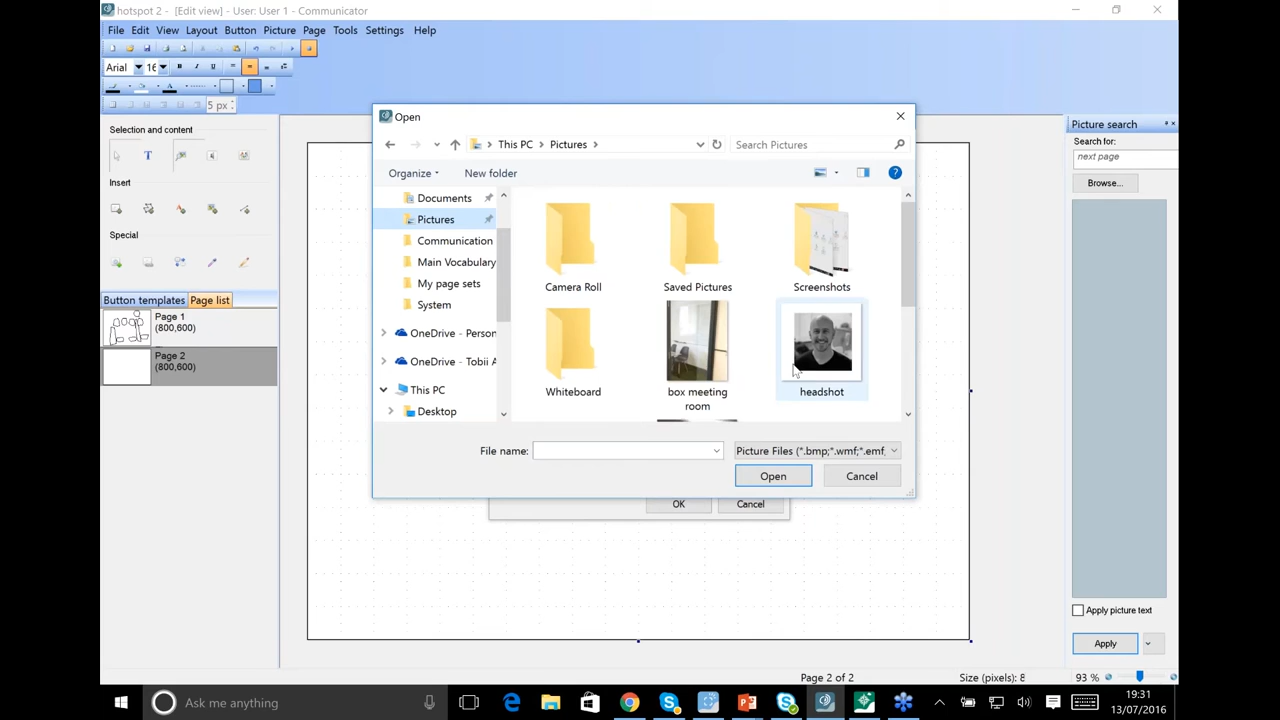 hotspot 2 - [Edit view] - User: User 1 - Communicator
File Edit View Layout Button Picture Page Tools Settings Help
Arial 16
5 px
Selection and content
Insert
Special
Button templates Page list
Page 1
(800,600)
Page 2
(800,600)
Open
This PC Pictures
Search Pictures
Organize New folder
Documents
Pictures
Communication
Main Vocabulary
My page sets
System
OneDrive - Person
OneDrive - Tobii A
This PC
Desktop
Camera Roll
Saved Pictures
Screenshots
Whiteboard
box meeting
room
headshot
File name:
Picture Files (*.bmp;*.wmf;*.emf,
Open Cancel
OK Cancel
Picture search
Search for:
next page
Browse...
Apply picture text
Apply
Page 2 of 2
Size (pixels): 8
93 %
Ask me anything
19:31
13/07/2016